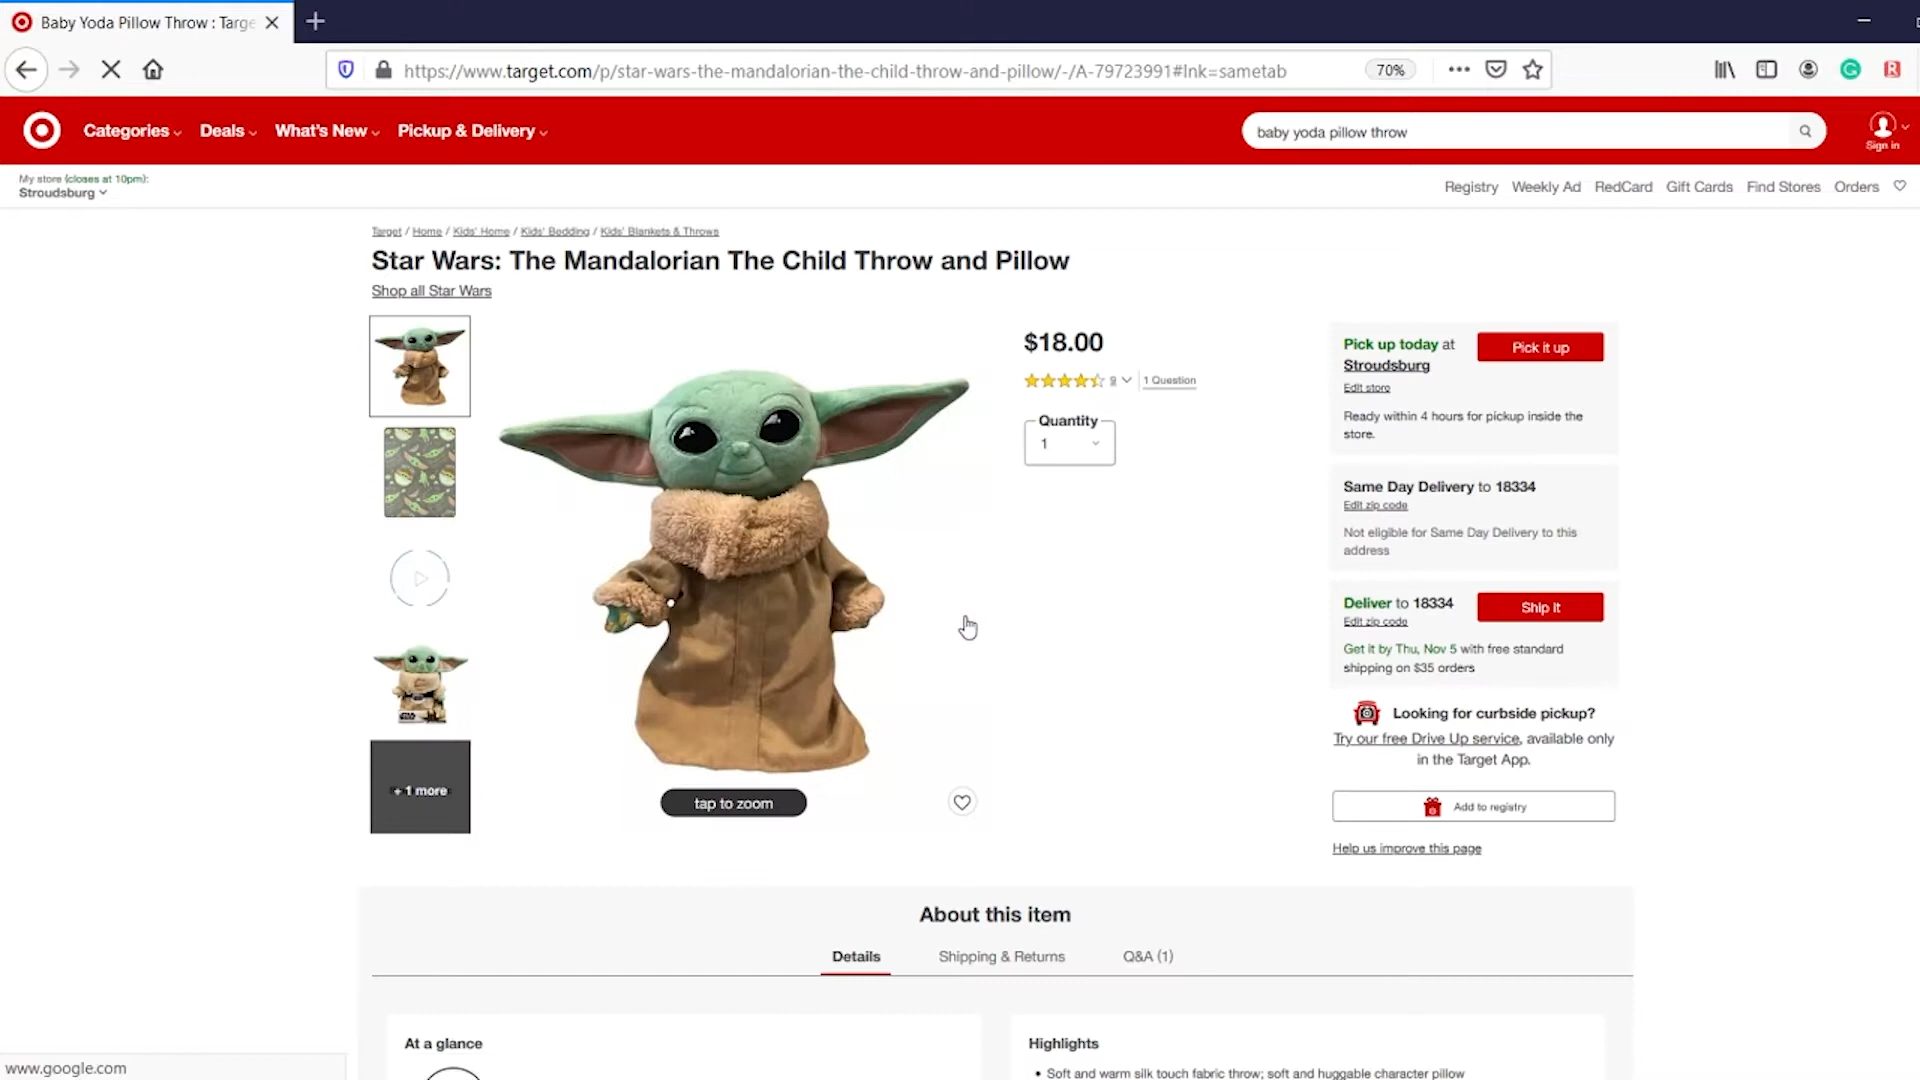 Baby Yoda Pillow Throw : Targe
https://www.target.com/p/star-wars-the-mandalorian-the-child-throw-and-pillow/-/A-79723991#lnk=sametab
70%
Categories
Deals
What's New
Pickup & Delivery
baby yoda pillow throw
Sign in
My store (closes at 10pm):
Stroudsburg
Registry
Weekly Ad
RedCard
Gift Cards
Find Stores
Orders
Target / Home / Kids' Home / Kids' Bedding / Kids' Blankets & Throws
Star Wars: The Mandalorian The Child Throw and Pillow
Shop all Star Wars
+ 1 more
tap to zoom
$18.00
9
1 Question
Quantity
1
Pick up today at
Stroudsburg
Edit store
Pick it up
Ready within 4 hours for pickup inside the
store.
Same Day Delivery to 18334
Edit zip code
Not eligible for Same Day Delivery to this
address
Deliver to 18334
Edit zip code
Ship it
Get it by Thu, Nov 5 with free standard
shipping on $35 orders
Looking for curbside pickup?
Try our free Drive Up service, available only
in the Target App.
Add to registry
Help us improve this page
About this item
Details
Shipping & Returns
Q&A (1)
At a glance
Highlights
• Soft and warm silk touch fabric throw; soft and huggable character pillow
www.google.com